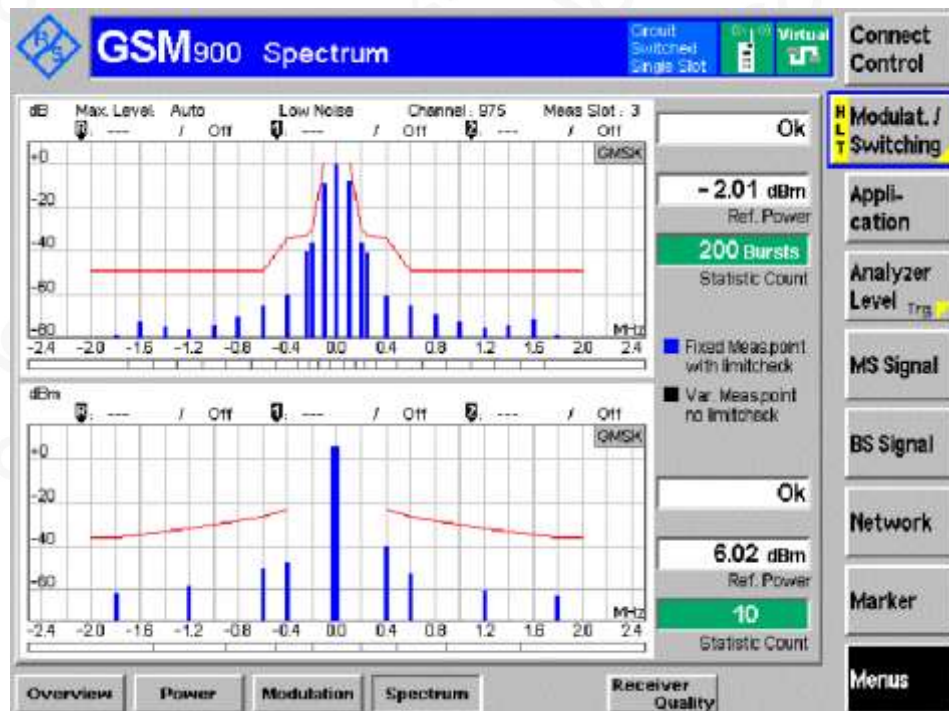 GSM900 Spectrum
Circuit Switched Single Slot
Virtual
Connect Control
dB Max. Level: Auto Low Noise Channel: 975 Meas Slot: 3
R: --- / Off 1: --- / Off 2: --- / Off
GMSK
+0
-20
-40
-60
-80
MHz
-2.4 -2.0 -1.6 -1.2 -0.8 -0.4 0.0 0.4 0.8 1.2 1.6 2.0 2.4
Ok
-2.01 dBm
Ref. Power
200 Bursts
Statistic Count
Fixed Meas.point with limitcheck
Var. Meas.point no limitcheck
dBm
R: --- / Off 1: --- / Off 2: --- / Off
GMSK
+0
-20
-40
-60
MHz
-2.4 -2.0 -1.6 -1.2 -0.8 -0.4 0.0 0.4 0.8 1.2 1.6 2.0 2.4
Ok
6.02 dBm
Ref. Power
10
Statistic Count
HLT Modulat. / Switching
Appli-
cation
Analyzer Level Trg.
MS Signal
BS Signal
Network
Marker
Menus
Overview Power Modulation Spectrum Receiver Quality